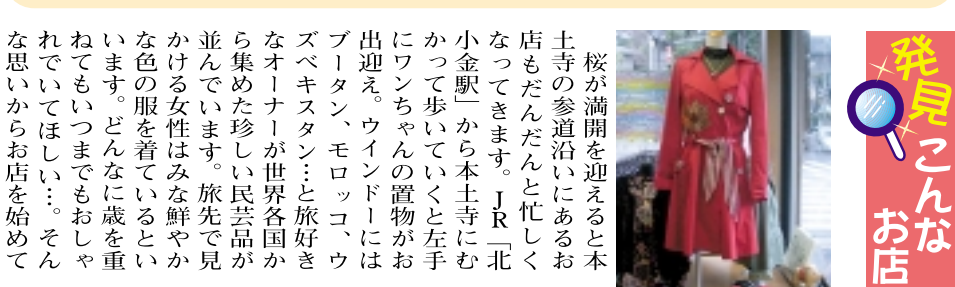 発見
こんな
お店
桜が満開を迎えると本
土寺の参道沿いにあるお
店もだんだんと忙しく
なってきます。JR「北
小金駅」から本土寺にむ
かって歩いていくと左手
にワンちゃんの置物がお
出迎え。ウインドーには
ブータン、モロッコ、ウ
ズベキスタン…と旅好き
なオーナーが世界各国か
ら集めた珍しい民芸品が
並んでいます。旅先で見
かける女性はみな鮮やか
な色の服を着ているとい
います。どんなに歳を重
ねてもいつまでもおしゃ
れでいてほしい…。そん
な思いからお店を始めて